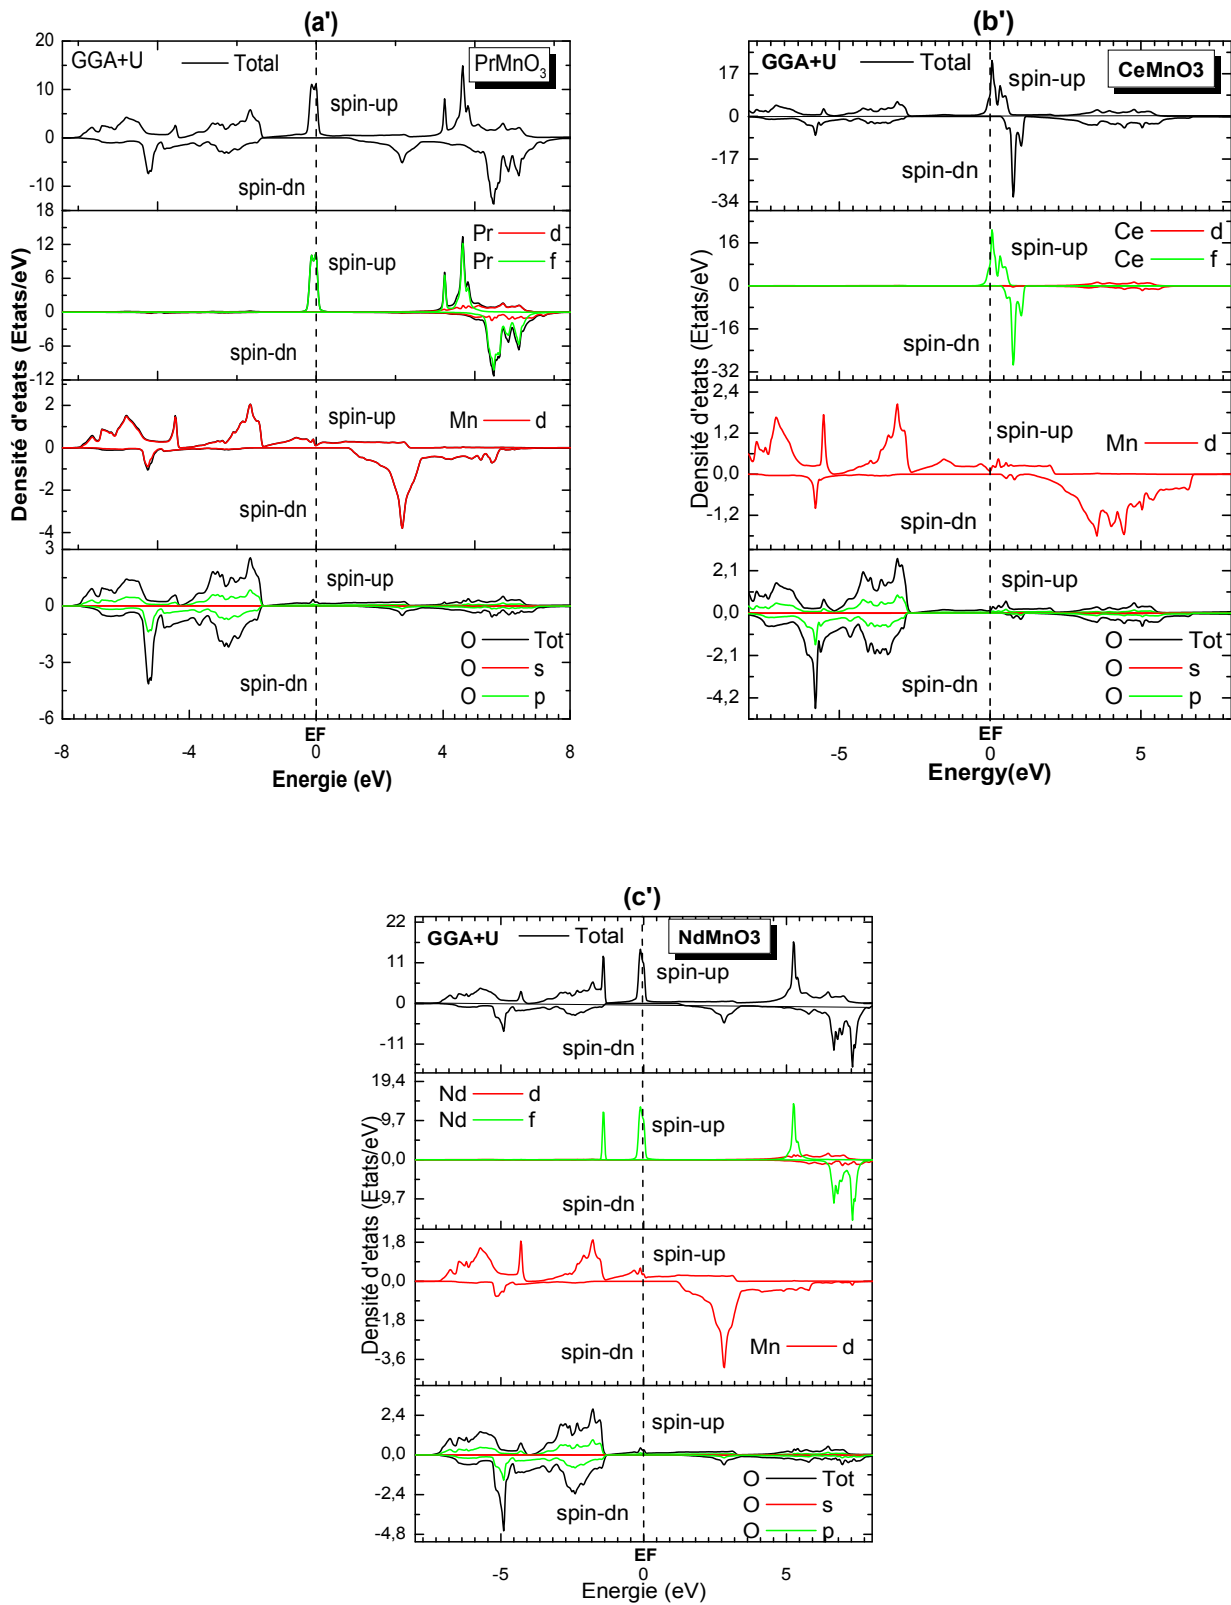 (a')
GGA+U Total PrMnO3
spin-up
spin-dn
20
10
0
-10
18
Pr d
Pr f
spin-up
spin-dn
12
6
0
-6
-12
Mn d
spin-up
spin-dn
2
0
-2
-4
3
spin-up
spin-dn
O Tot
O s
O p
0
-3
-6
-8 -4 0 4 8
EF
Energie (eV)
Densité d'etats (Etats/eV)
(b')
GGA+U Total CeMnO3
spin-up
spin-dn
17
0
-17
-34
Ce d
Ce f
spin-up
spin-dn
16
0
-16
-32
2,4
1,2
0,0
-1,2
spin-up
Mn d
spin-dn
2,1
0,0
-2,1
-4,2
spin-up
spin-dn
O Tot
O s
O p
EF
-5 0 5
Energy(eV)
Densité d'etats (Etats/eV)
(c')
GGA+U Total NdMnO3
spin-up
spin-dn
22
11
0
-11
Nd d
Nd f
spin-up
spin-dn
19,4
9,7
0,0
-9,7
1,8
0,0
-1,8
-3,6
spin-up
spin-dn
Mn d
2,4
0,0
-2,4
-4,8
spin-up
spin-dn
O Tot
O s
O p
EF
-5 0 5
Energie (eV)
Densité d'etats (Etats/eV)